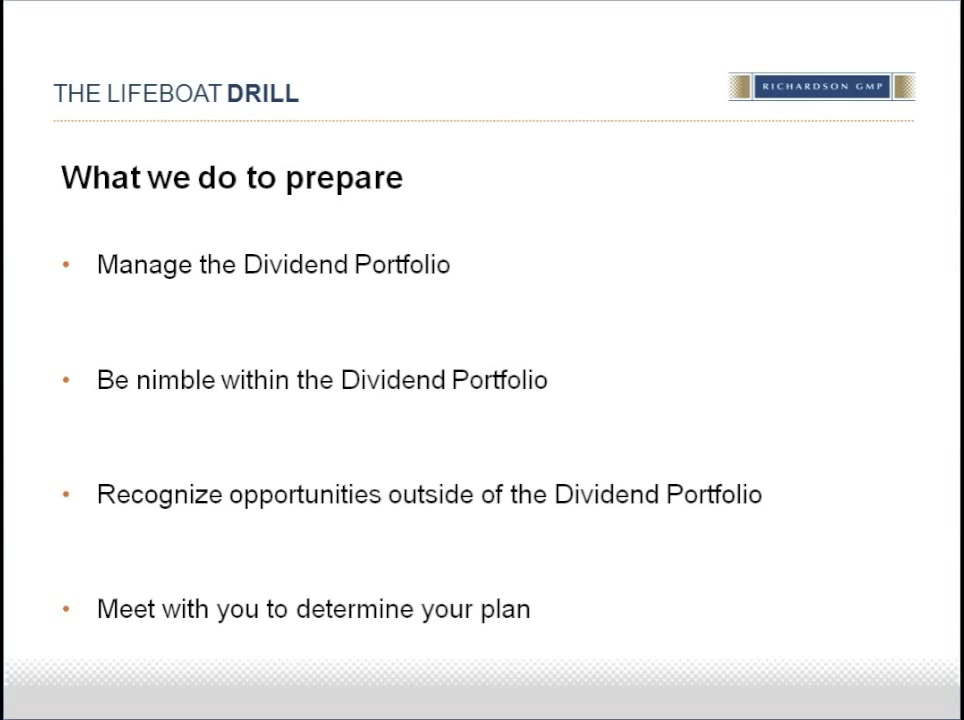 THE LIFEBOAT DRILL
RICHARDSON GMP
What we do to prepare
• Manage the Dividend Portfolio
• Be nimble within the Dividend Portfolio
• Recognize opportunities outside of the Dividend Portfolio
• Meet with you to determine your plan